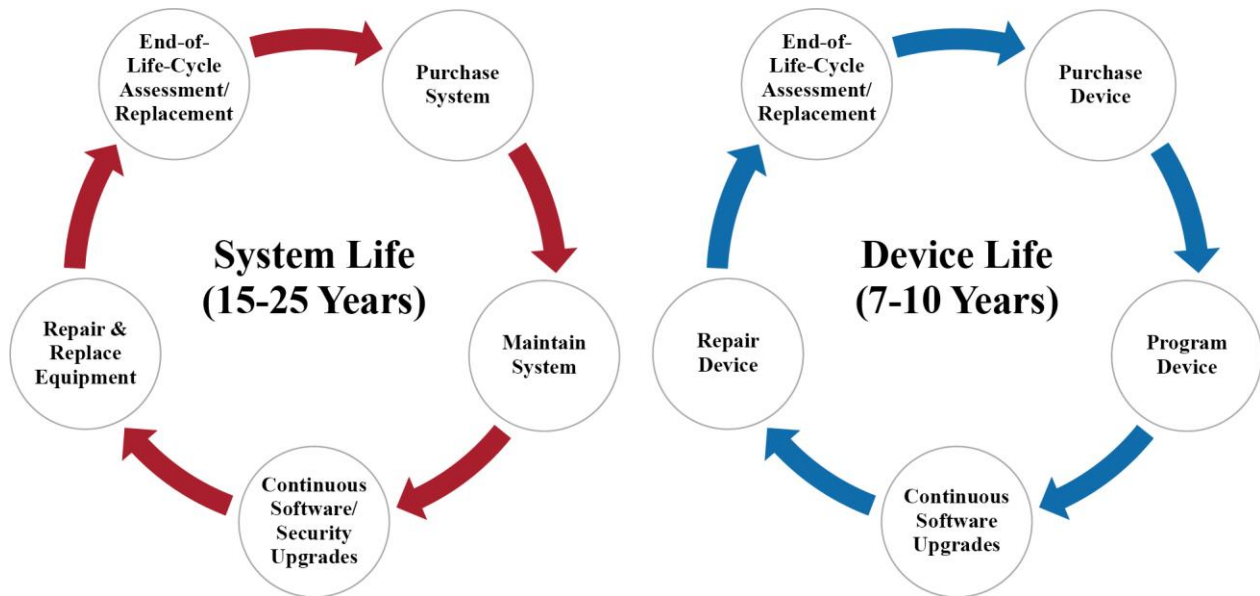 End-of-
Life-Cycle
Assessment/
Replacement
Purchase
System
Maintain
System
Continuous
Software/
Security
Upgrades
Repair &
Replace
Equipment
System Life
(15-25 Years)
End-of-
Life-Cycle
Assessment/
Replacement
Purchase
Device
Program
Device
Continuous
Software
Upgrades
Repair
Device
Device Life
(7-10 Years)